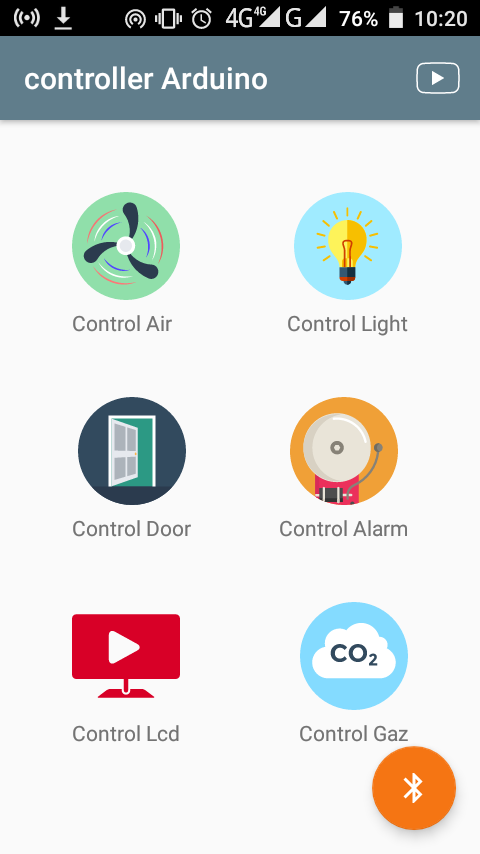 4G 4G G 76% 10:20
controller Arduino
Control Air
Control Light
Control Door
Control Alarm
CO2
Control Lcd
Control Gaz